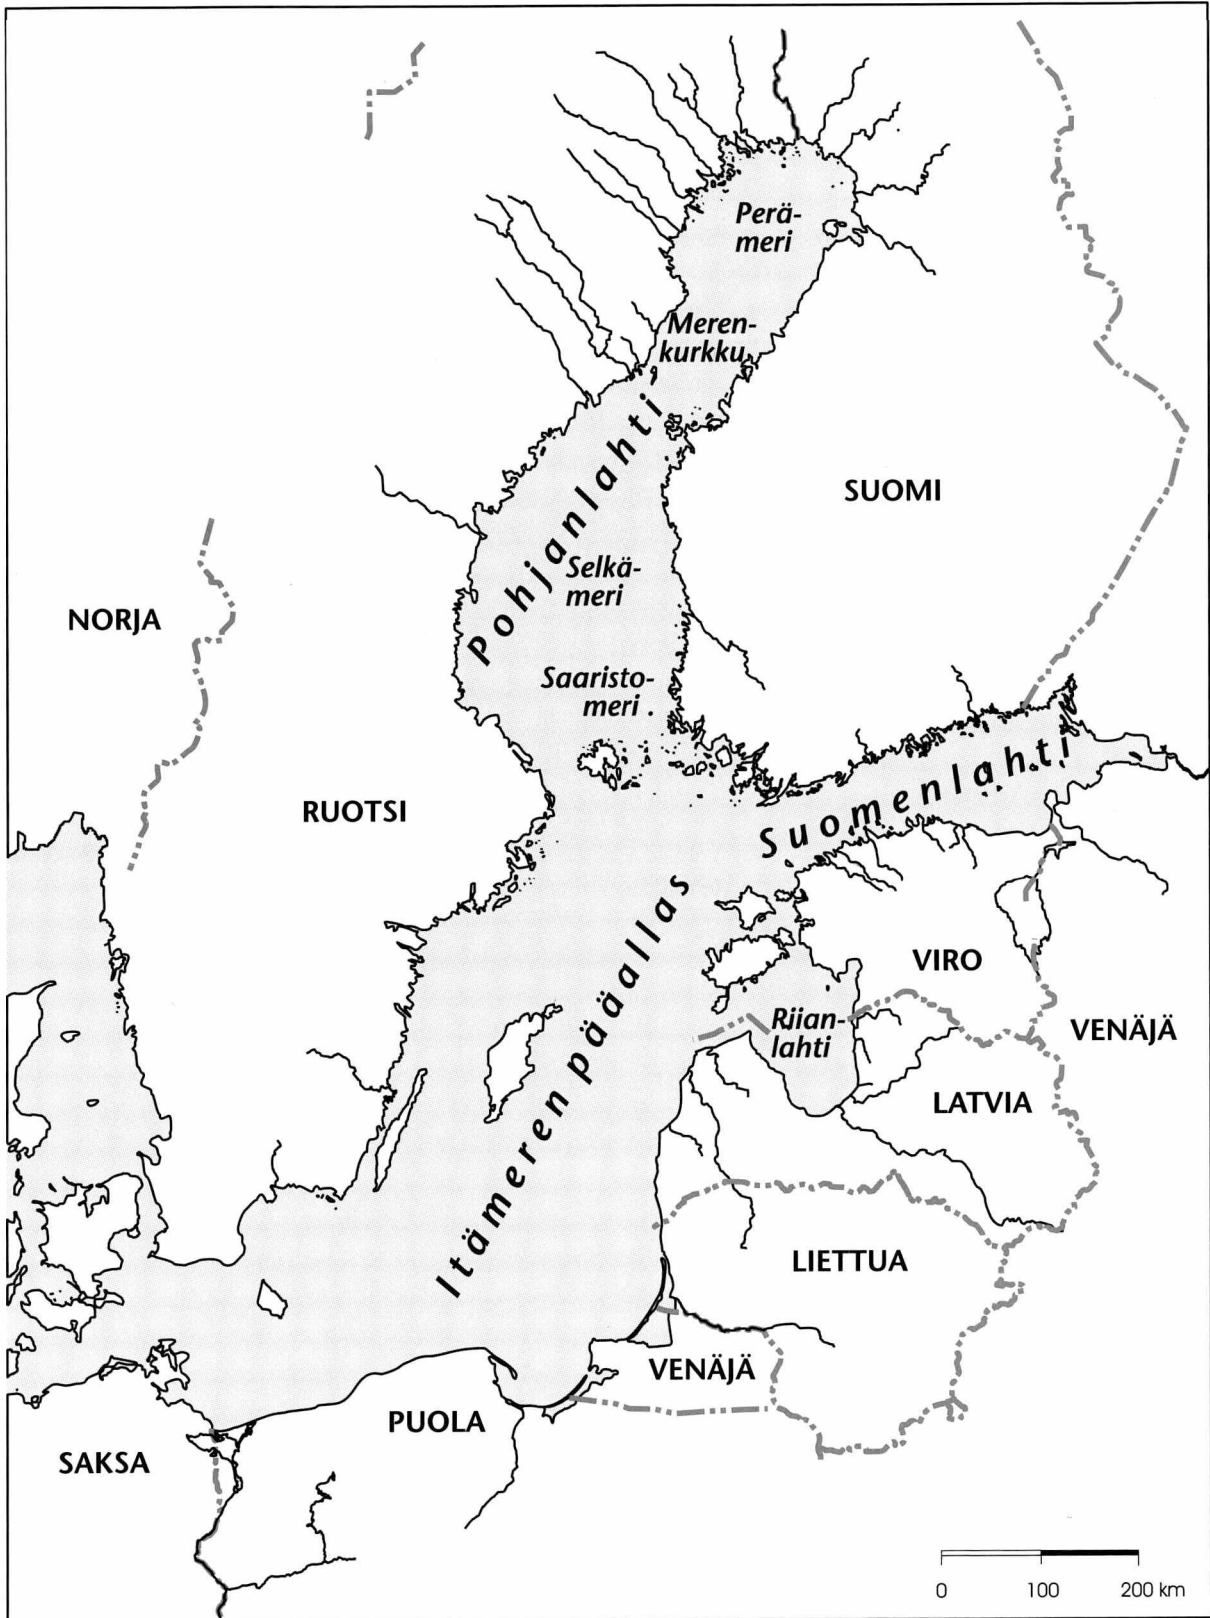 Perä-
meri
Meren-
kurkku
Pohjanlahti
SUOMI
Selkä-
meri
NORJA
Saaristo-
meri
Suomenlahti
RUOTSI
Itämeren pääallas
VIRO
Riian-
lahti
VENÄJÄ
LATVIA
LIETTUA
VENÄJÄ
PUOLA
SAKSA
0 100 200 km